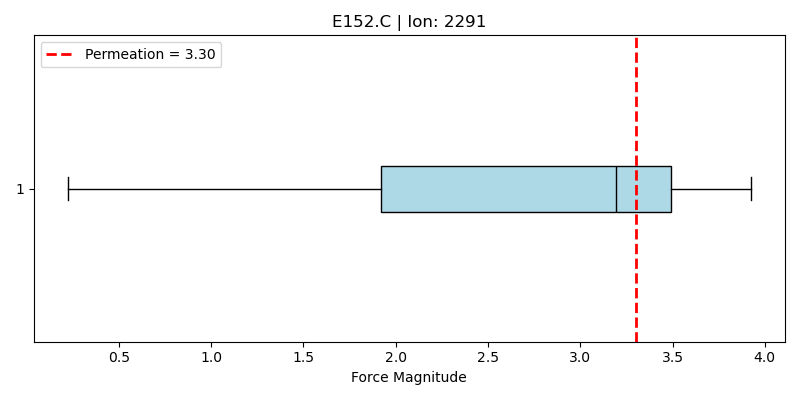 E152.C | Ion: 2291
Permeation = 3.30
1
0.5 1.0 1.5 2.0 2.5 3.0 3.5 4.0
Force Magnitude